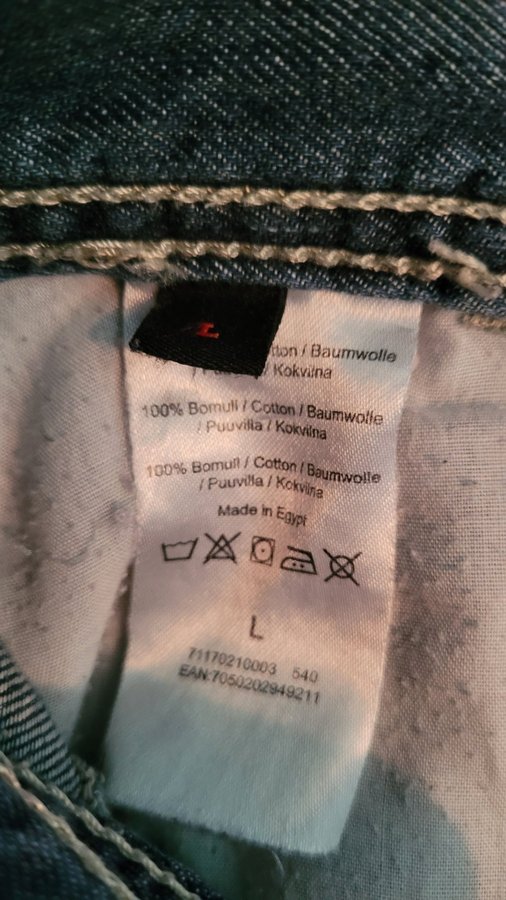 L
ton / Baumwolle
/ Kokvilna
100% Bomull / Cotton / Baumwolle
/ Puuvilla / Kokvilna
100% Bomull / Cotton / Baumwolle
/ Puuvilla / Kokvilna
Made in Egypt
L
71170210003 540
EAN:7050202949211